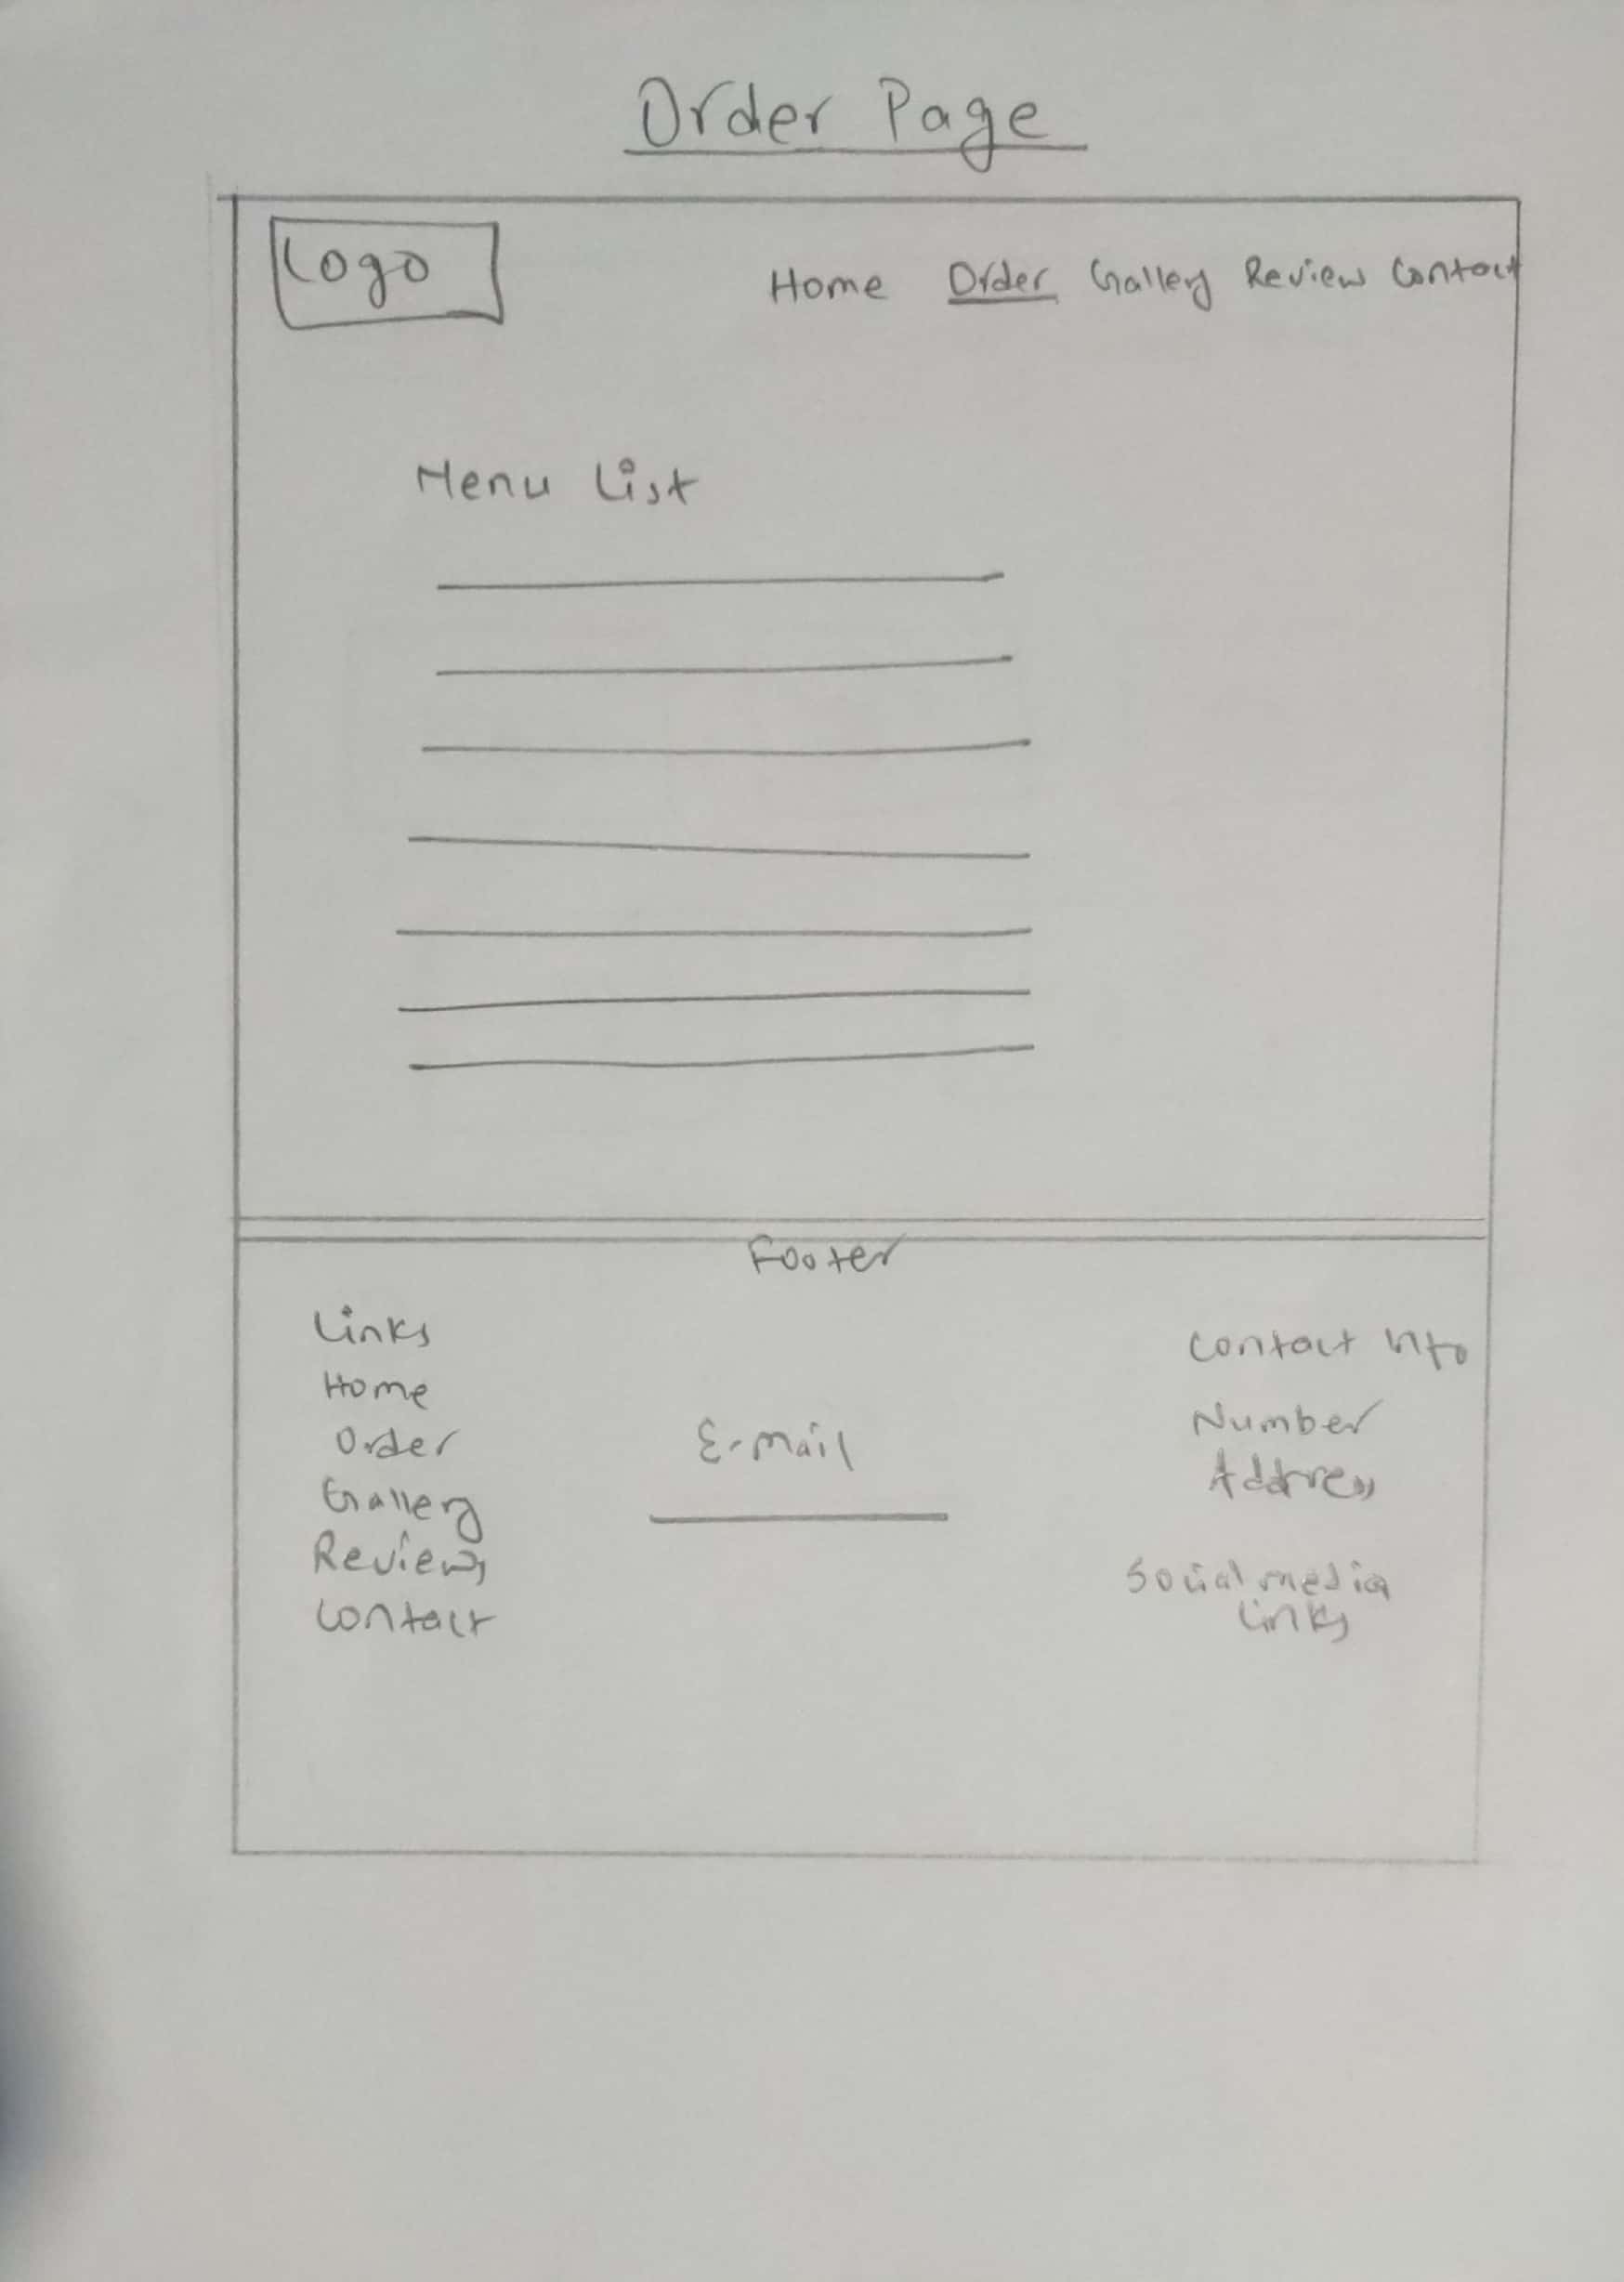 Order Page
Logo
Home Order Gallery Review Contact
Menu List
Footer
Links
Home
Order
Gallery
Reviews
Contact
E-mail
Contact Info
Number
Address
Social media
Links